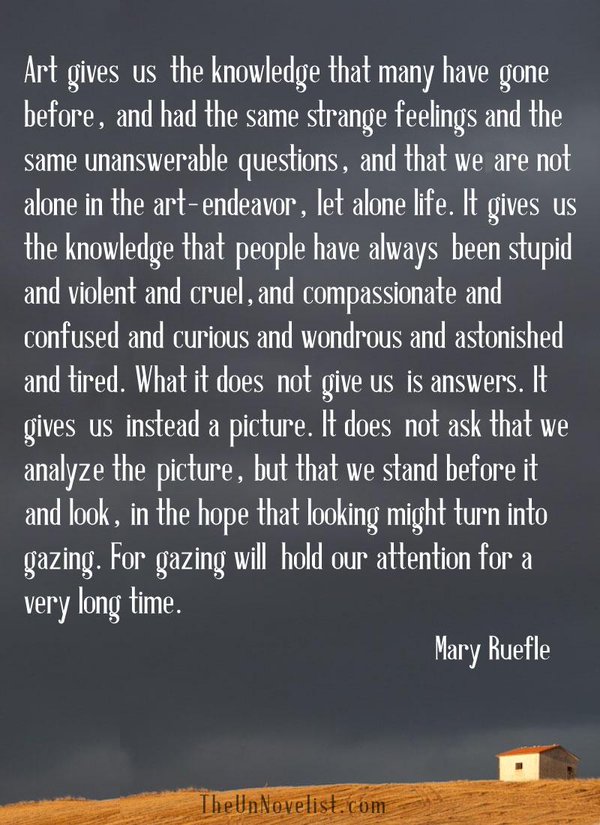 Art gives us the knowledge that many have gone
before, and had the same strange feelings and the
same unanswerable questions, and that we are not
alone in the art-endeavor, let alone life. It gives us
the knowledge that people have always been stupid
and violent and cruel,and compassionate and
confused and curious and wondrous and astonished
and tired. What it does not give us is answers. It
gives us instead a picture. It does not ask that we
analyze the picture, but that we stand before it
and look, in the hope that looking might turn into
gazing. For gazing will hold our attention for a
very long time.
Mary Ruefle
TheUnNovelist.com